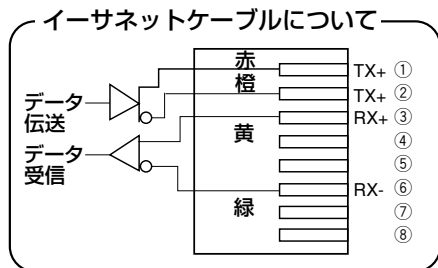 イーサネットケーブルについて
赤
TX+ ①
橙
TX+ ②
データ
伝送
RX+ ③
黄
④
データ
受信
⑤
RX- ⑥
緑
⑦
⑧